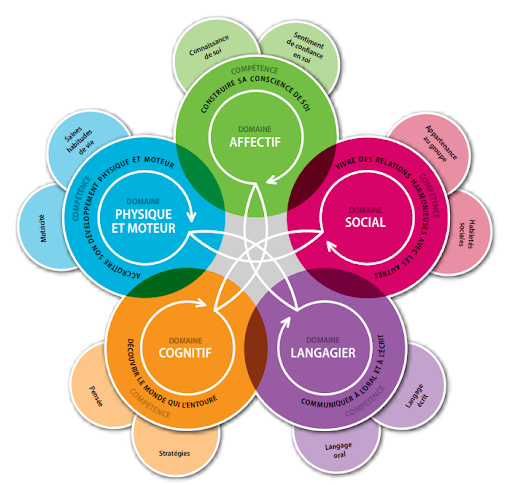 Connaissance
de soi
Sentiment
de confiance
en soi
COMPÉTENCE
CONSTRUIRE SA CONSCIENCE DE SOI
DOMAINE
AFFECTIF
Saines
habitudes
de vie
Motricité
COMPÉTENCE
ACCROITRE SON DÉVELOPPEMENT PHYSIQUE ET MOTEUR
DOMAINE
PHYSIQUE
ET MOTEUR
Appartenance
au groupe
Habiletés
sociales
COMPÉTENCE
VIVRE DES RELATIONS HARMONIEUSES AVEC LES AUTRES
DOMAINE
SOCIAL
DOMAINE
COGNITIF
DÉCOUVRIR LE MONDE QUI L'ENTOURE
COMPÉTENCE
Pensée
Stratégies
DOMAINE
LANGAGIER
COMMUNIQUER À L'ORAL ET À L'ÉCRIT
COMPÉTENCE
Langage
oral
Langage
écrit